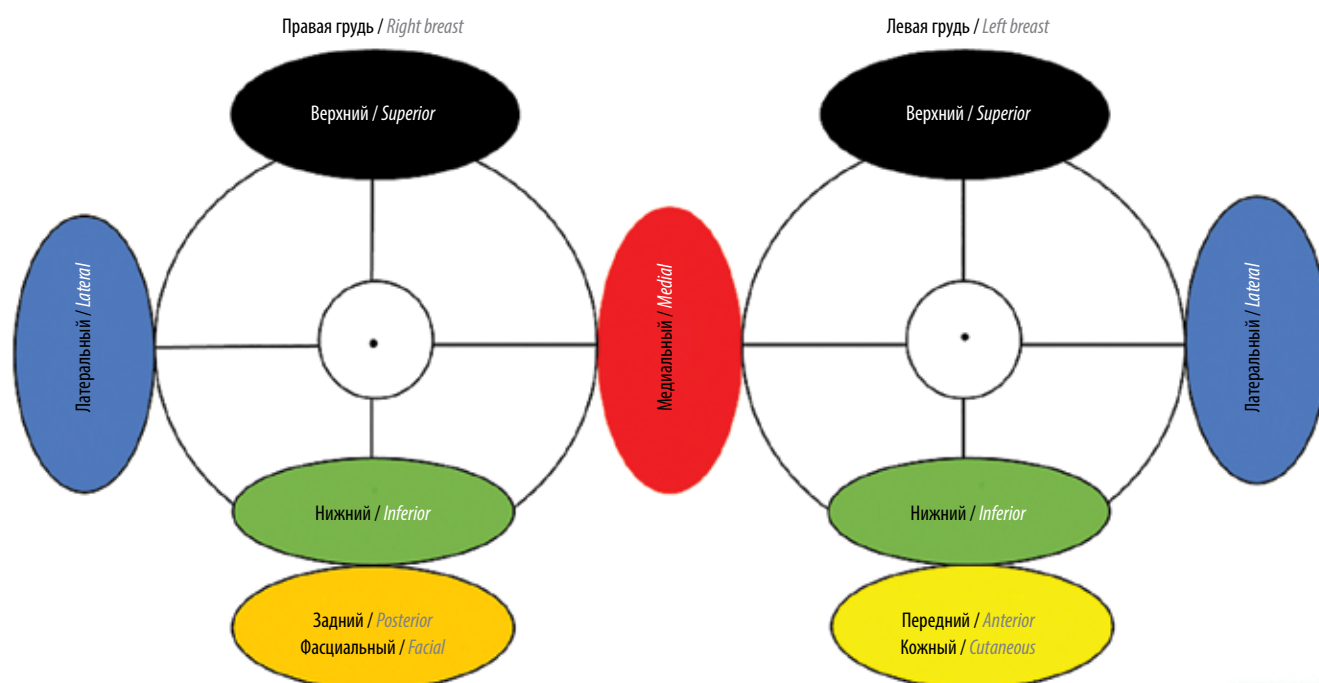 Правая грудь / Right breast
Левая грудь / Left breast
Верхний / Superior
Верхний / Superior
Латеральный / Lateral
Медиальный / Medial
Латеральный / Lateral
Нижний / Inferior
Нижний / Inferior
Задний / Posterior
Фасциальный / Facial
Передний / Anterior
Кожный / Cutaneous